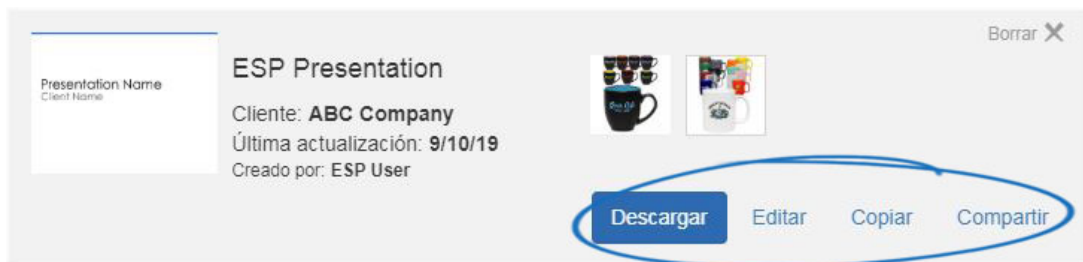 Borrar
Presentation Name
Client Name
ESP Presentation
Cliente: ABC Company
Última actualización: 9/10/19
Creado por: ESP User
Descargar
Editar
Copiar
Compartir